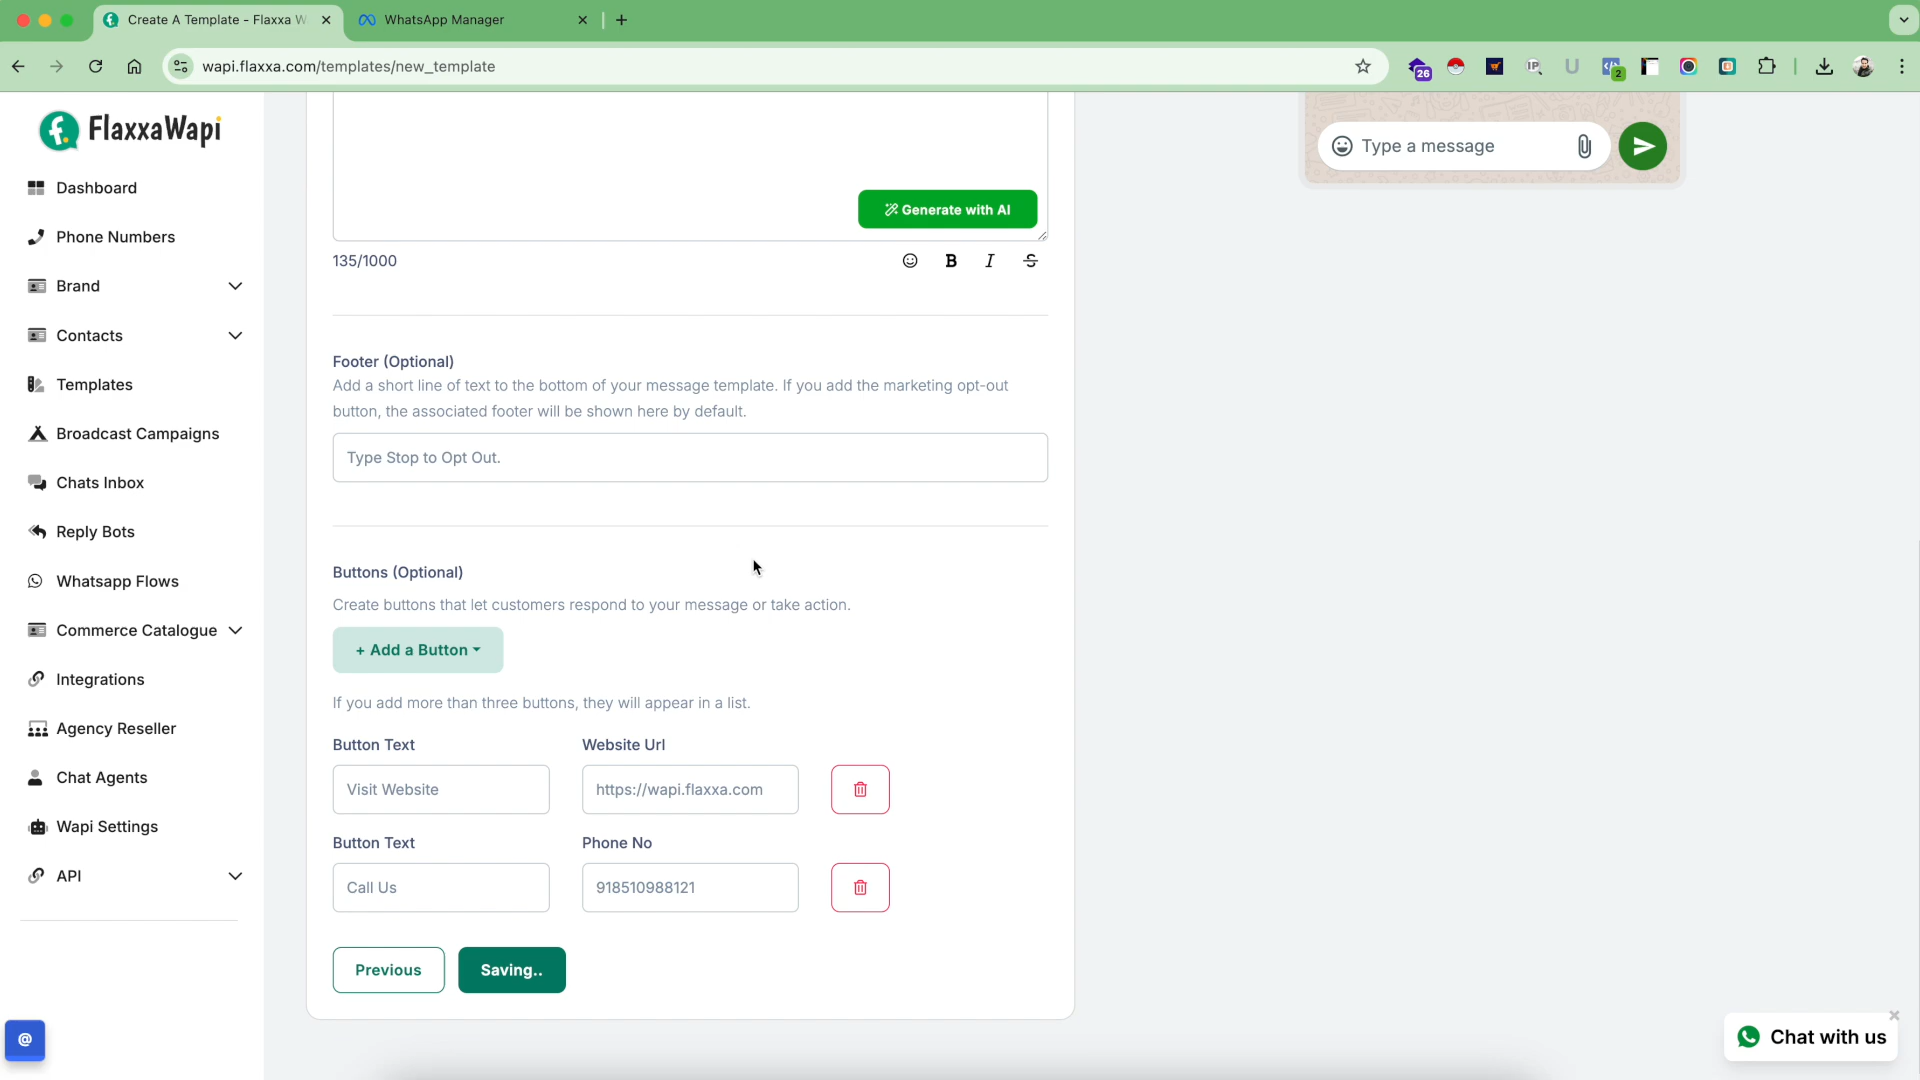 Create A Template - Flaxxa W
WhatsApp Manager
wapi.flaxxa.com/templates/new_template
26
IP
U
2
FlaxxaWapi
Dashboard
Phone Numbers
Brand
Contacts
Templates
Broadcast Campaigns
Chats Inbox
Reply Bots
Whatsapp Flows
Commerce Catalogue
Integrations
Agency Reseller
Chat Agents
Wapi Settings
API
@
Generate with AI
135/1000
B I S
Footer (Optional)
Add a short line of text to the bottom of your message template. If you add the marketing opt-out
button, the associated footer will be shown here by default.
Type Stop to Opt Out.
Buttons (Optional)
Create buttons that let customers respond to your message or take action.
+ Add a Button
If you add more than three buttons, they will appear in a list.
Button Text Website Url
Visit Website https://wapi.flaxxa.com
Button Text Phone No
Call Us 918510988121
Previous Saving..
Type a message
Chat with us